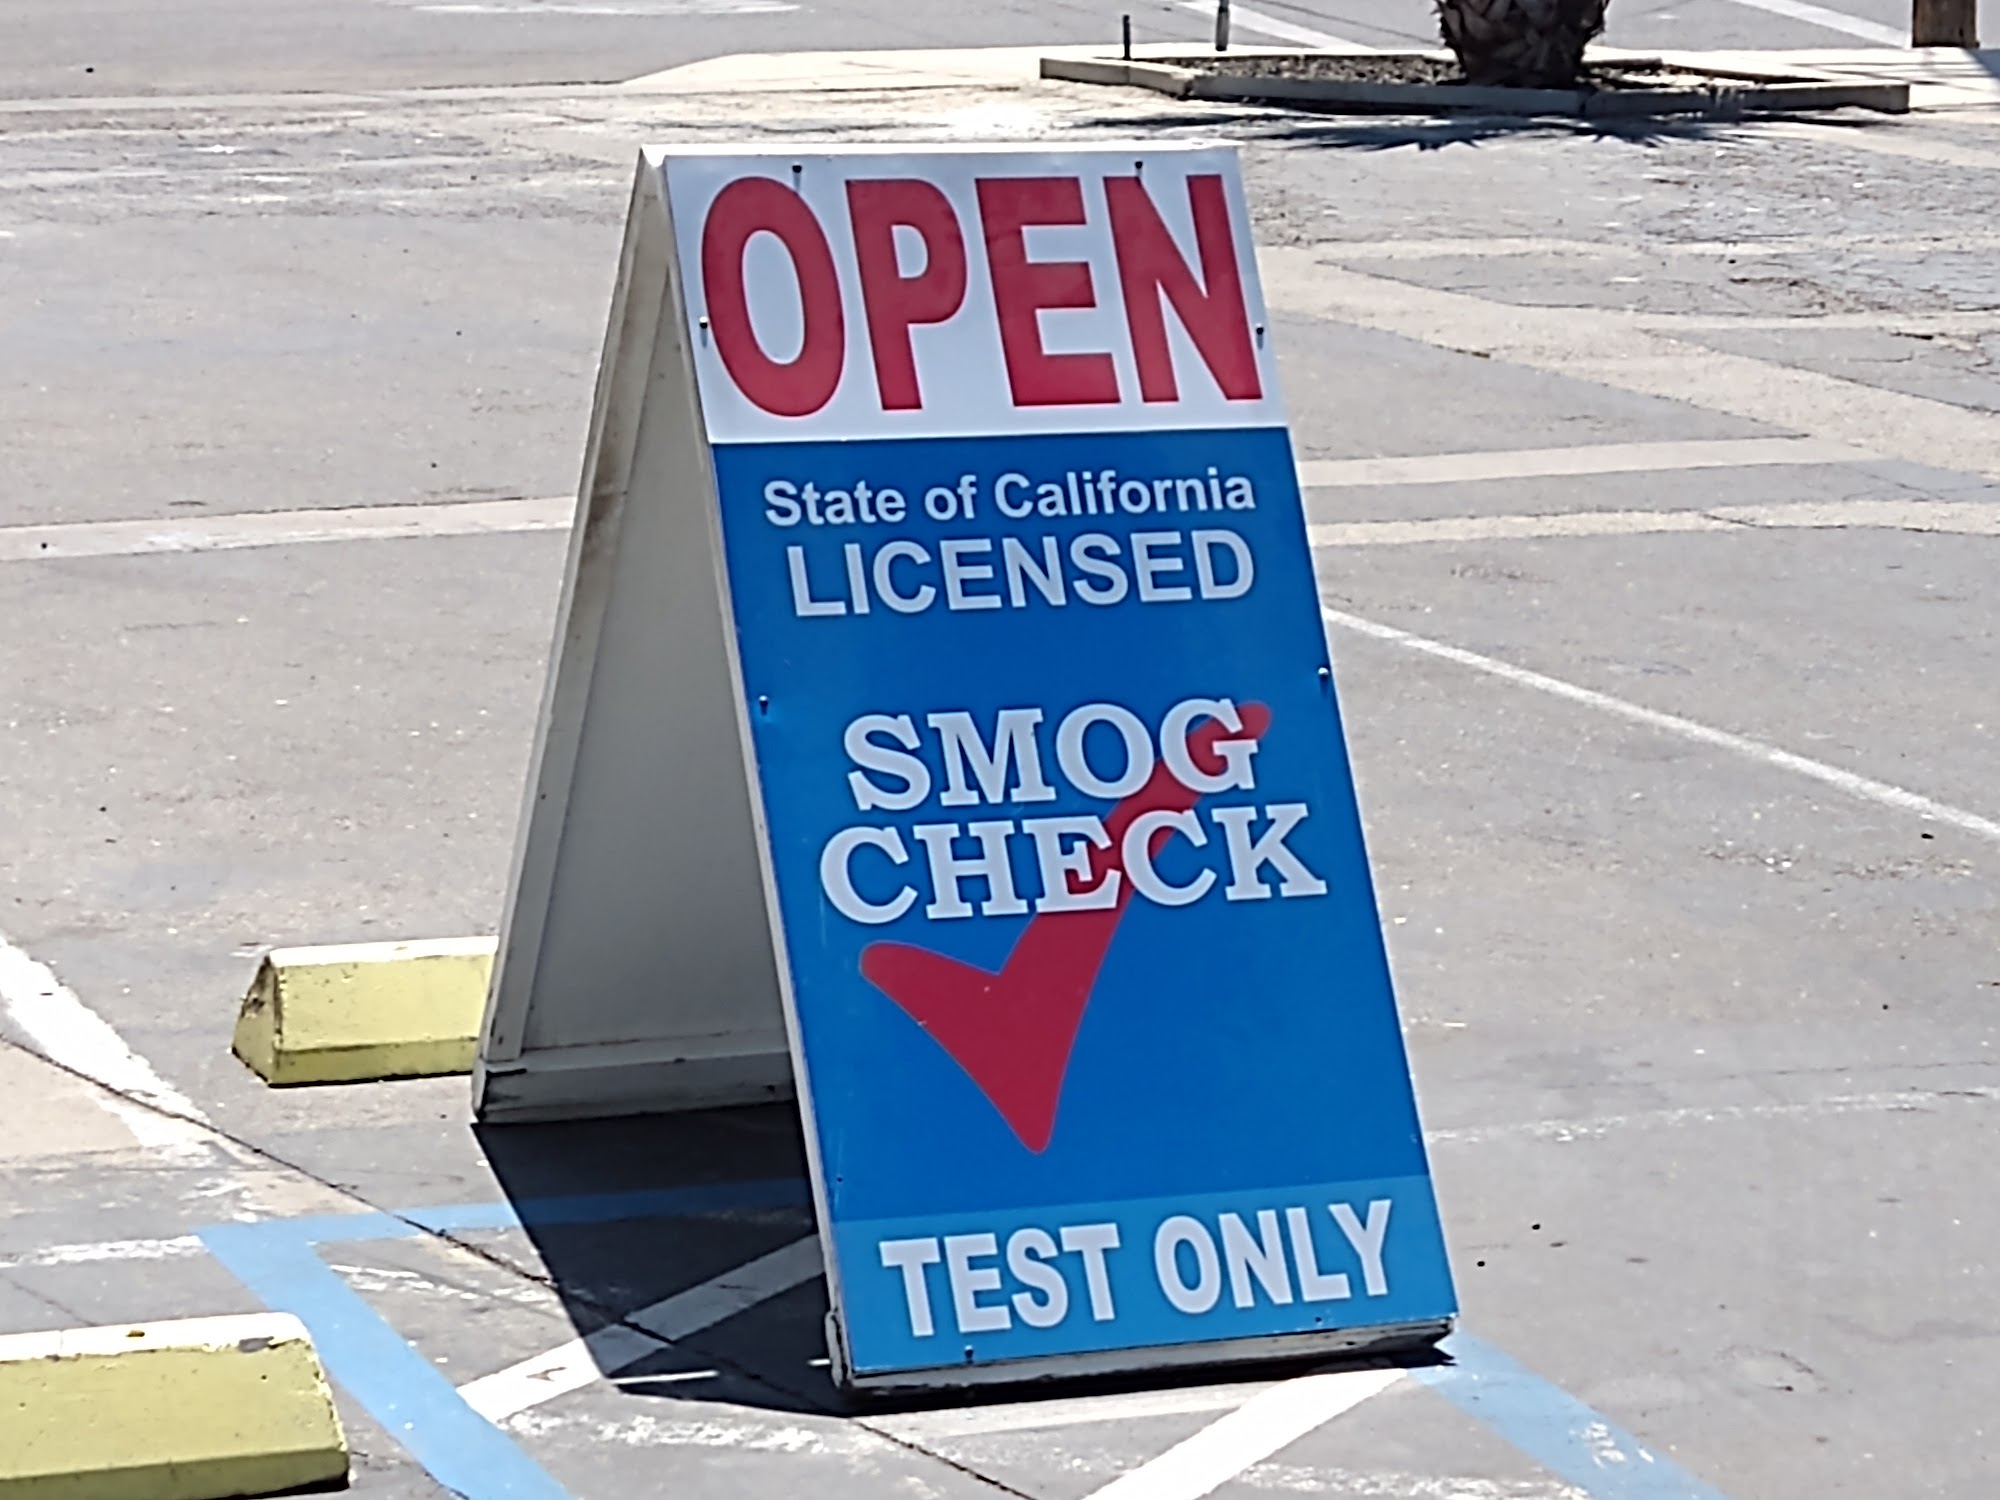 OPEN
State of California
LICENSED
SMOG
CHECK
TEST ONLY